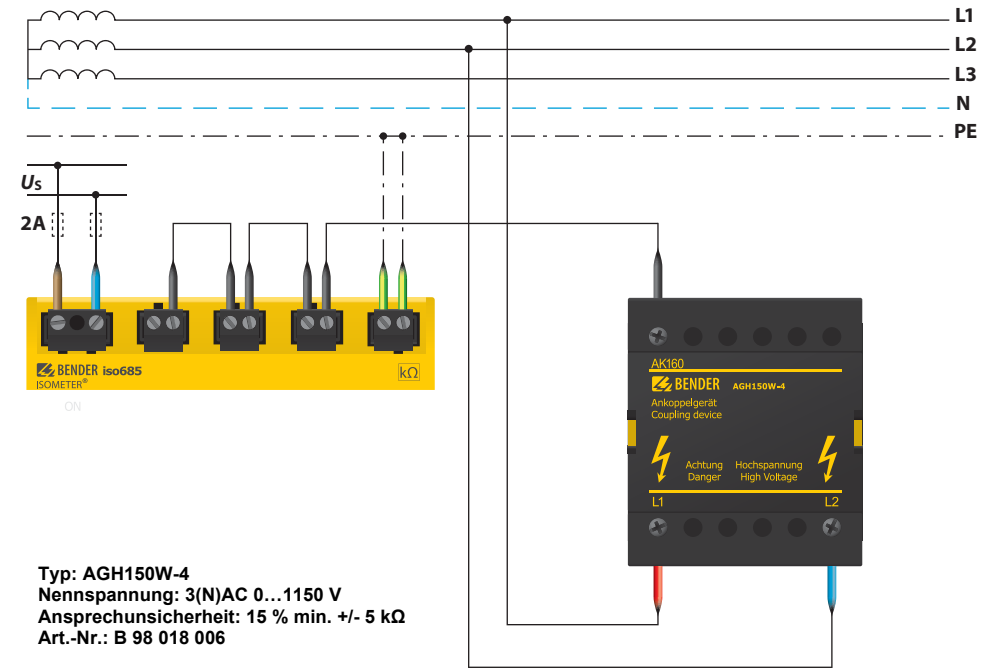 L1
L2
L3
N
PE
Us
2A
BENDER iso685
ISOMETER®
kΩ
ON
AK160
BENDER AGH150W-4
Ankoppelgerät
Coupling device
Achtung Hochspannung
Danger High Voltage
L1 L2
Typ: AGH150W-4
Nennspannung: 3(N)AC 0…1150 V
Ansprechunsicherheit: 15 % min. +/- 5 kΩ
Art.-Nr.: B 98 018 006